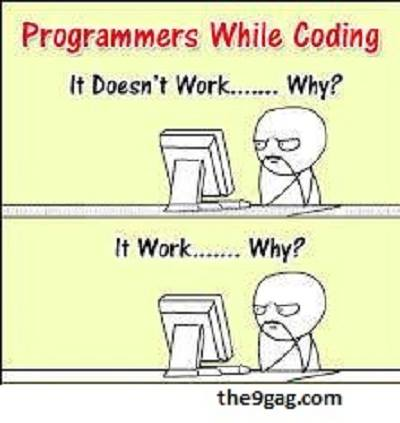 Programmers While Coding
It Doesn't Work....... Why?
It Work....... Why?
the9gag.com